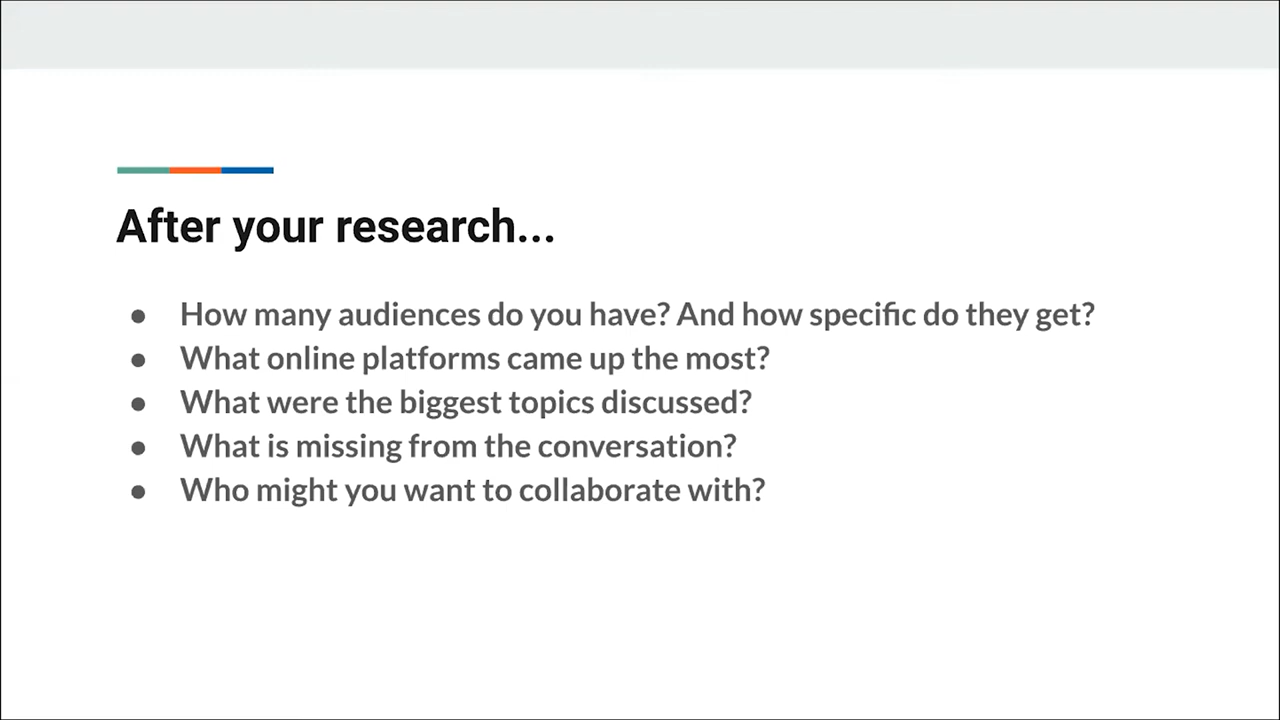 After your research...
● How many audiences do you have? And how specific do they get?
● What online platforms came up the most?
● What were the biggest topics discussed?
● What is missing from the conversation?
● Who might you want to collaborate with?